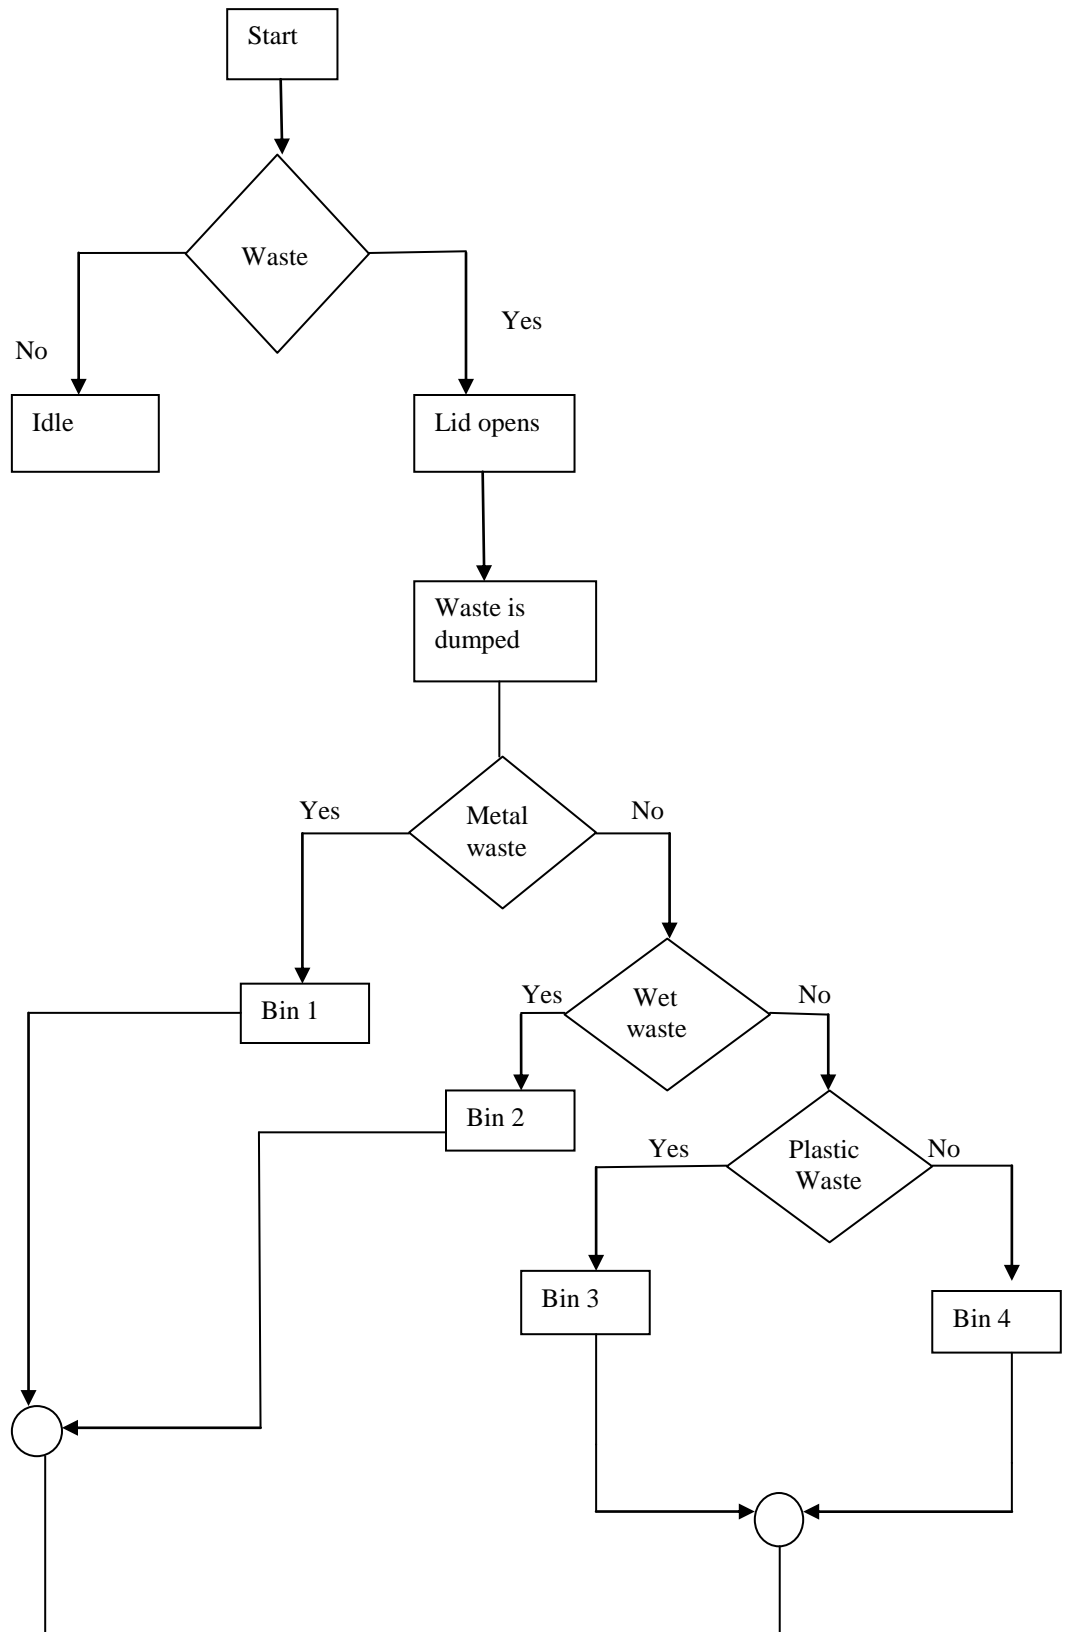 Start
Waste
Yes
No
Idle
Lid opens
Waste is
dumped
Yes
No
Metal
waste
Yes
Wet
waste
No
Bin 1
Bin 2
Yes
Plastic
Waste
No
Bin 3
Bin 4